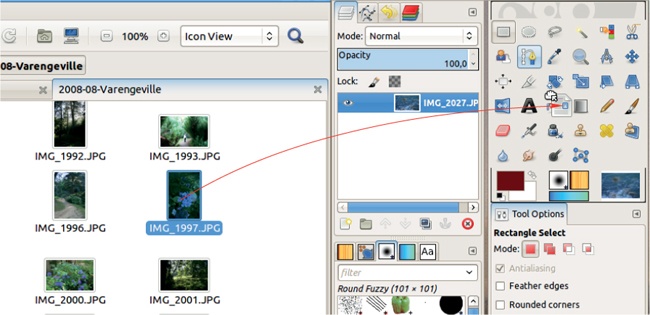 100%
Icon View
08-Varengeville
2008-08-Varengeville
IMG_1992.JPG
IMG_1993.JPG
IMG_1996.JPG
IMG_1997.JPG
IMG_2000.JPG
IMG_2001.JPG
Mode:
Normal
Opacity
100,0
Lock:
IMG_2027.JP
Aa
filter
Round Fuzzy (101 × 101)
A
Tool Options
Rectangle Select
Mode:
Antialiasing
Feather edges
Rounded corners